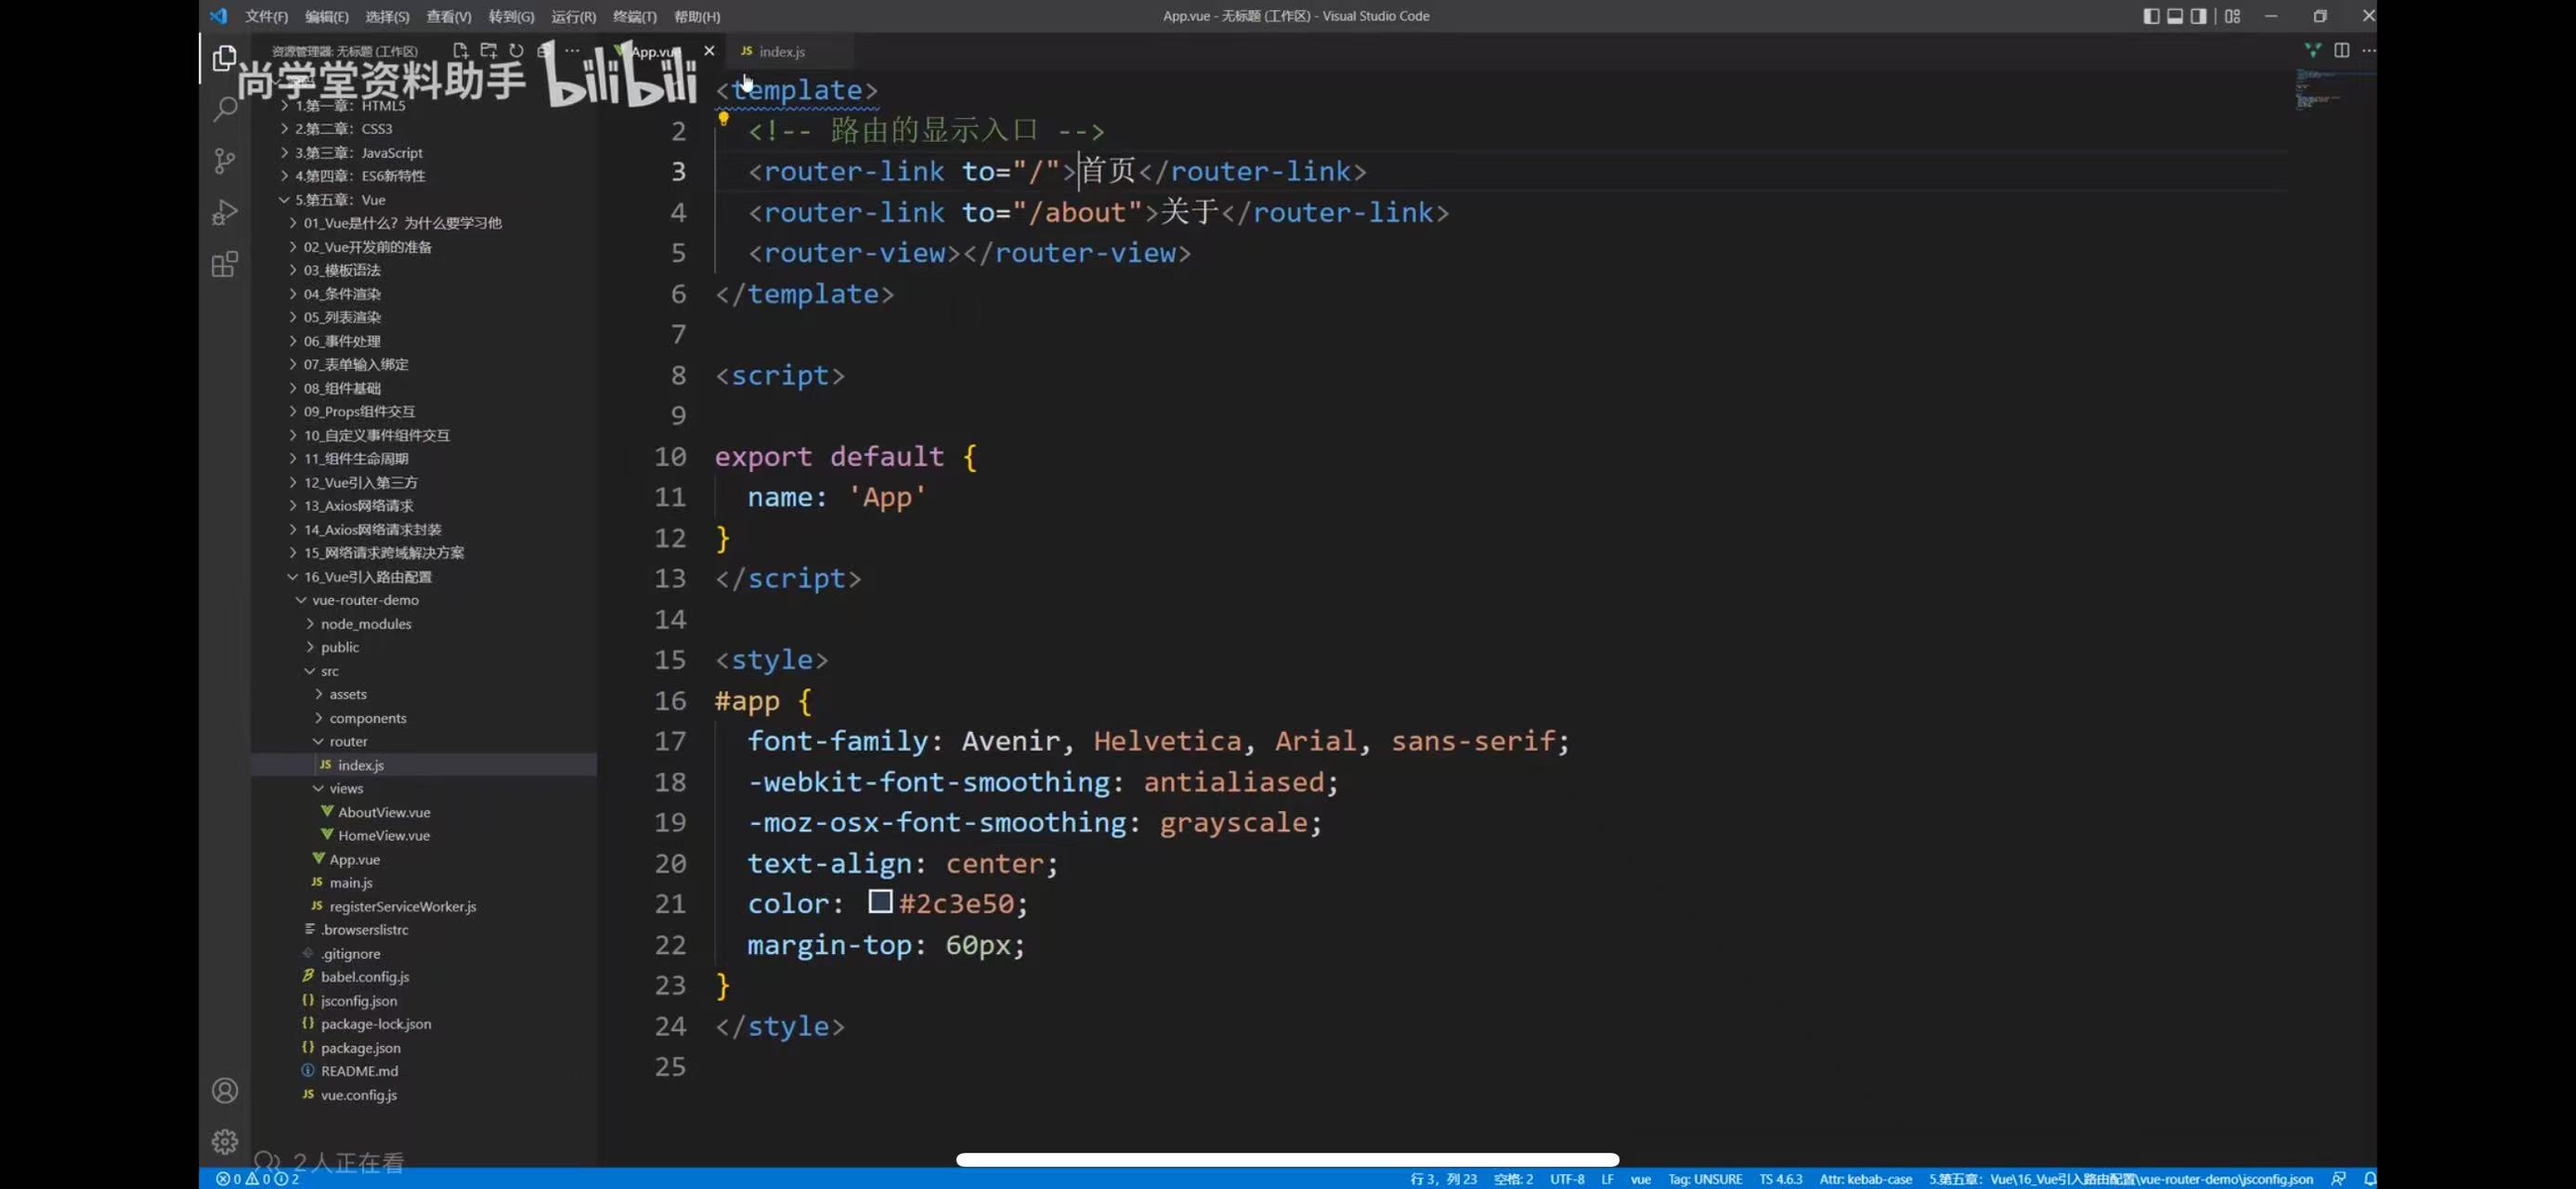 文件(F) 编辑(E) 选择(S) 查看(V) 转到(G) 运行(R) 终端(T) 帮助(H)
App.vue - 无标题 (工作区) - Visual Studio Code
资源管理器: 无标题 (工作区)
App.vue
JS index.js
尚学堂资料助手 bilibili
1.第一章：HTML5
2.第二章：CSS3
3.第三章：JavaScript
4.第四章：ES6新特性
5.第五章：Vue
01_Vue是什么？为什么要学习他
02_Vue开发前的准备
03_模板语法
04_条件渲染
05_列表渲染
06_事件处理
07_表单输入绑定
08_组件基础
09_Props组件交互
10_自定义事件组件交互
11_组件生命周期
12_Vue引入第三方
13_Axios网络请求
14_Axios网络请求封装
15_网络请求跨域解决方案
16_Vue引入路由配置
vue-router-demo
node_modules
public
src
assets
components
router
JS index.js
views
AboutView.vue
HomeView.vue
App.vue
JS main.js
JS registerServiceWorker.js
.browserslistrc
.gitignore
babel.config.js
{} jsconfig.json
{} package-lock.json
{} package.json
README.md
JS vue.config.js
<template>
2 <!-- 路由的显示入口 -->
3 <router-link to="/">首页</router-link>
4 <router-link to="/about">关于</router-link>
5 <router-view></router-view>
6 </template>
7
8 <script>
9
10 export default {
11 name: 'App'
12 }
13 </script>
14
15 <style>
16 #app {
17 font-family: Avenir, Helvetica, Arial, sans-serif;
18 -webkit-font-smoothing: antialiased;
19 -moz-osx-font-smoothing: grayscale;
20 text-align: center;
21 color: #2c3e50;
22 margin-top: 60px;
23 }
24 </style>
25
2人正在看
0 0 2
行 3，列 23 空格: 2 UTF-8 LF vue Tag: UNSURE TS 4.6.3 Attr: kebab-case 5.第五章：Vue\16_Vue引入路由配置\vue-router-demo\jsconfig.json